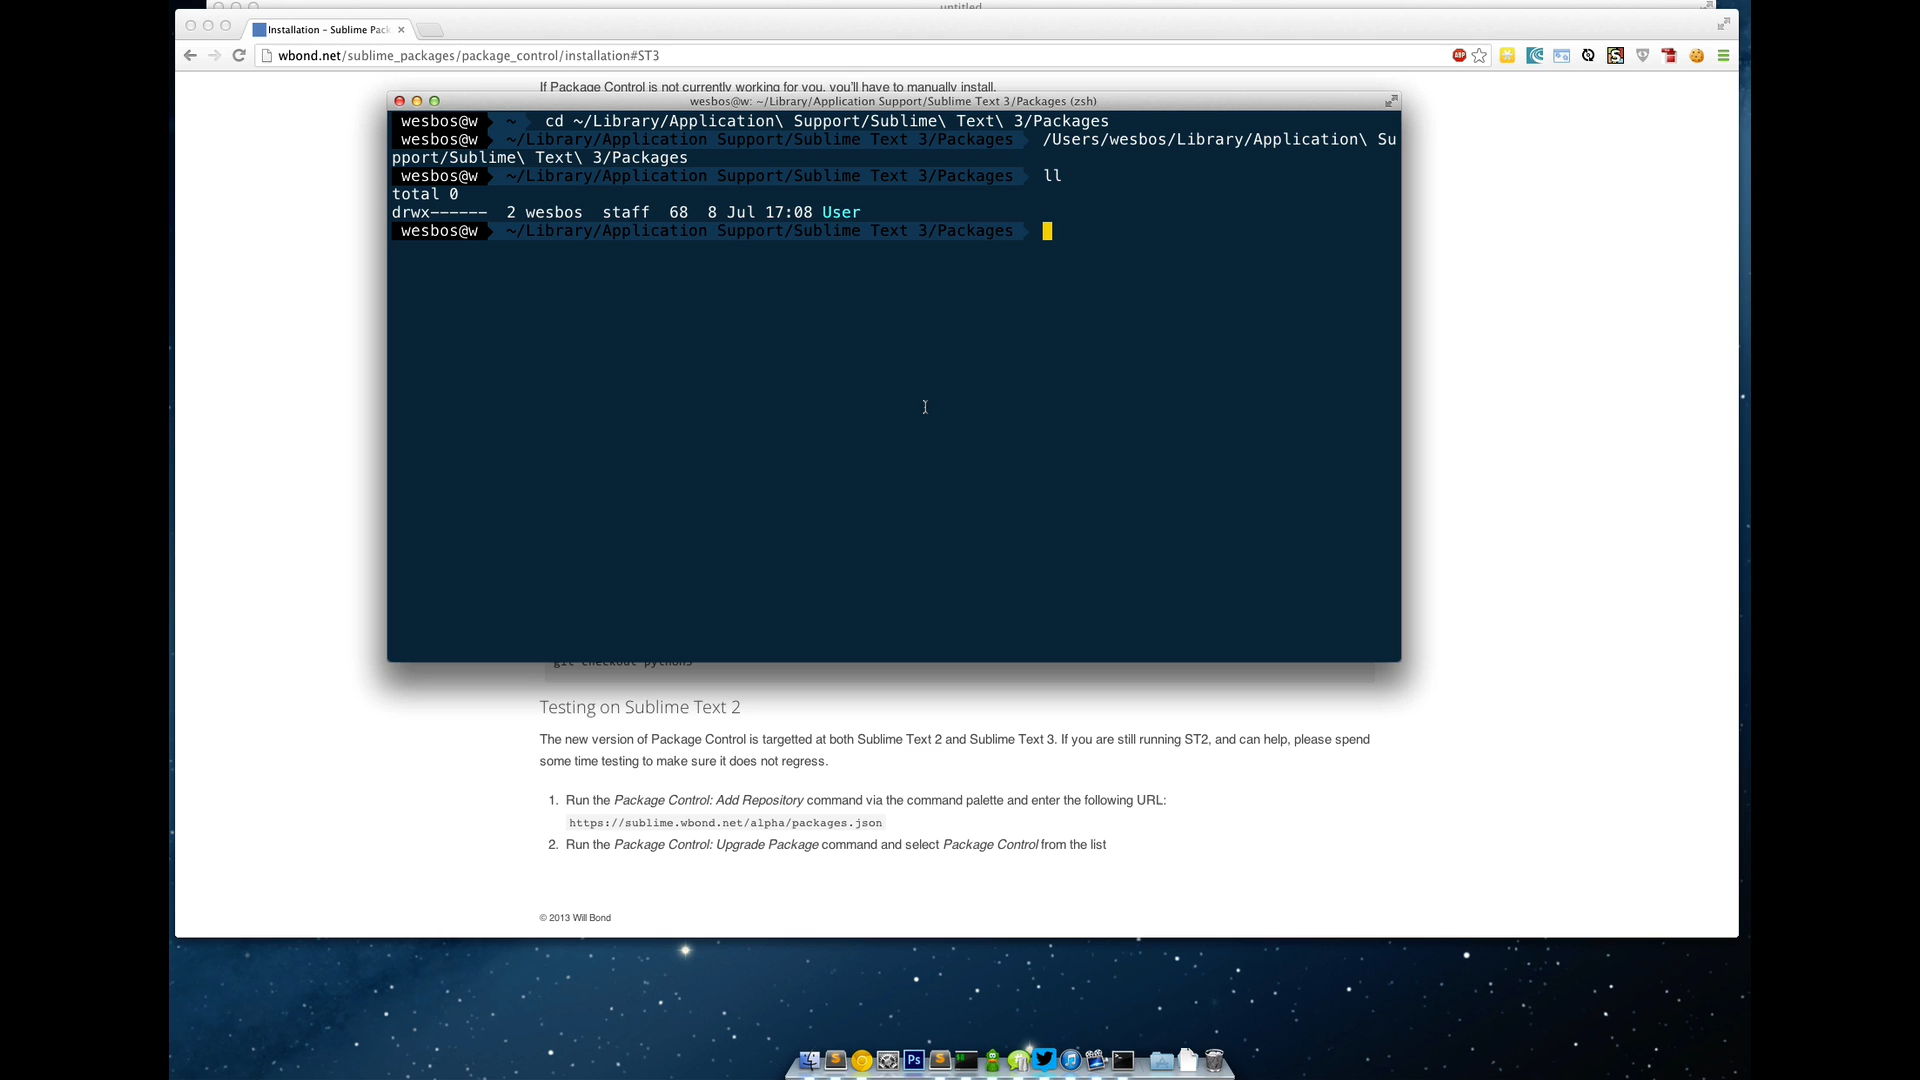 untitled
Installation – Sublime Pack
wbond.net/sublime_packages/package_control/installation#ST3
ABP
If Package Control is not currently working for you, you'll have to manually install.
wesbos@w: ~/Library/Application Support/Sublime Text 3/Packages (zsh)
wesbos@w ~ cd ~/Library/Application\ Support/Sublime\ Text\ 3/Packages
wesbos@w ~/Library/Application Support/Sublime Text 3/Packages /Users/wesbos/Library/Application\ Su
pport/Sublime\ Text\ 3/Packages
wesbos@w ~/Library/Application Support/Sublime Text 3/Packages ll
total 0
drwx------ 2 wesbos staff 68 8 Jul 17:08 User
wesbos@w ~/Library/Application Support/Sublime Text 3/Packages
git checkout python3
Testing on Sublime Text 2
The new version of Package Control is targetted at both Sublime Text 2 and Sublime Text 3. If you are still running ST2, and can help, please spend
some time testing to make sure it does not regress.
1. Run the Package Control: Add Repository command via the command palette and enter the following URL:
https://sublime.wbond.net/alpha/packages.json
2. Run the Package Control: Upgrade Package command and select Package Control from the list
© 2013 Will Bond
Ps